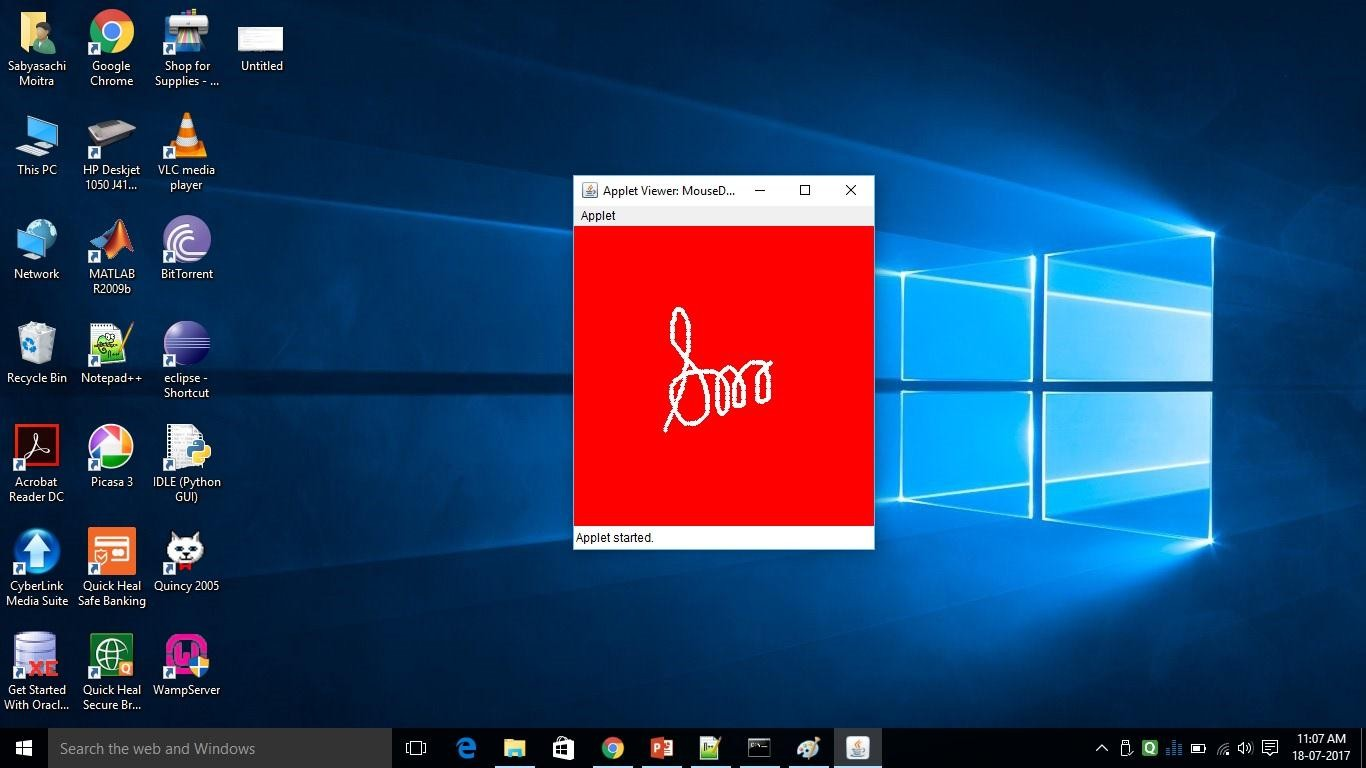 Sabyasachi
Moitra
Google
Chrome
Shop for
Supplies - ...
Untitled
This PC
HP Deskjet
1050 J41...
VLC media
player
Network
MATLAB
R2009b
BitTorrent
Recycle Bin
Notepad++
eclipse -
Shortcut
Acrobat
Reader DC
Picasa 3
IDLE (Python
GUI)
CyberLink
Media Suite
Quick Heal
Safe Banking
Quincy 2005
XE
Get Started
With Oracl...
Quick Heal
Secure Br...
WampServer
Applet Viewer: MouseD...
Applet
Applet started.
Search the web and Windows
11:07 AM
18-07-2017